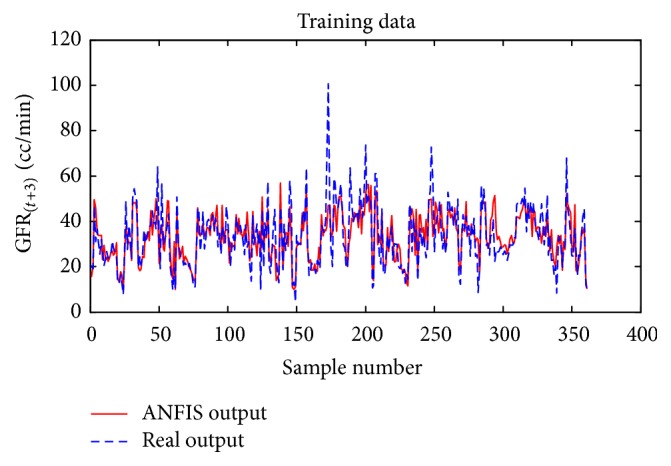 Training data
120
100
80
60
40
20
0
GFR(t+3) (cc/min)
0 50 100 150 200 250 300 350 400
Sample number
ANFIS output
Real output